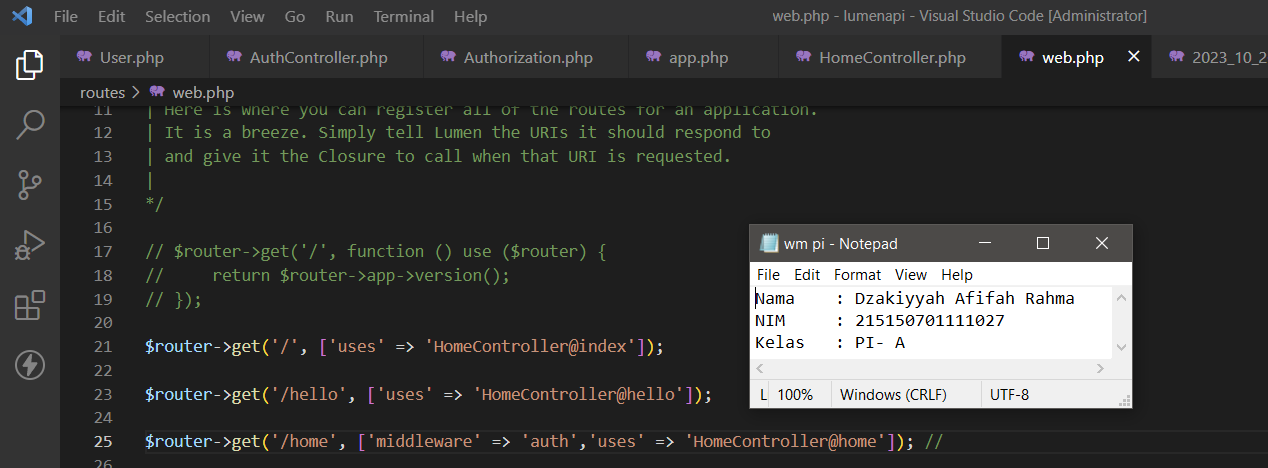 File Edit Selection View Go Run Terminal Help web.php - lumenapi - Visual Studio Code [Administrator]
User.php AuthController.php Authorization.php app.php HomeController.php web.php 2023_10_2
routes > web.php
11 | Here is where you can register all of the routes for an application.
12 | It is a breeze. Simply tell Lumen the URIs it should respond to
13 | and give it the Closure to call when that URI is requested.
14 |
15 */
16
17 // $router->get('/', function () use ($router) {
18 //     return $router->app->version();
19 // });
20
21 $router->get('/', ['uses' => 'HomeController@index']);
22
23 $router->get('/hello', ['uses' => 'HomeController@hello']);
24
25 $router->get('/home', ['middleware' => 'auth','uses' => 'HomeController@home']); //
26
wm pi - Notepad
File Edit Format View Help
Nama    : Dzakiyyah Afifah Rahma
NIM     : 215150701111027
Kelas   : PI- A
L 100% Windows (CRLF) UTF-8